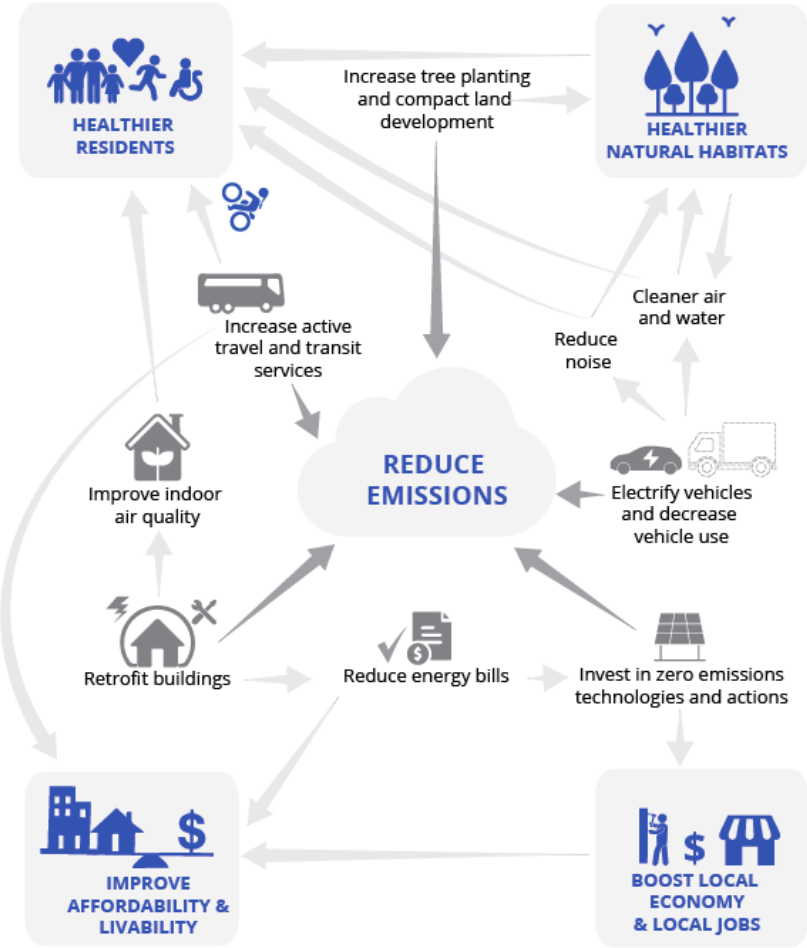 HEALTHIER
RESIDENTS
Increase tree planting
and compact land
development
HEALTHIER
NATURAL HABITATS
Increase active
travel and transit
services
Cleaner air
and water
Reduce
noise
REDUCE
EMISSIONS
Improve indoor
air quality
Electrify vehicles
and decrease
vehicle use
Retrofit buildings
$
Reduce energy bills
Invest in zero emissions
technologies and actions
$
IMPROVE
AFFORDABILITY &
LIVABILITY
$
BOOST LOCAL
ECONOMY
& LOCAL JOBS